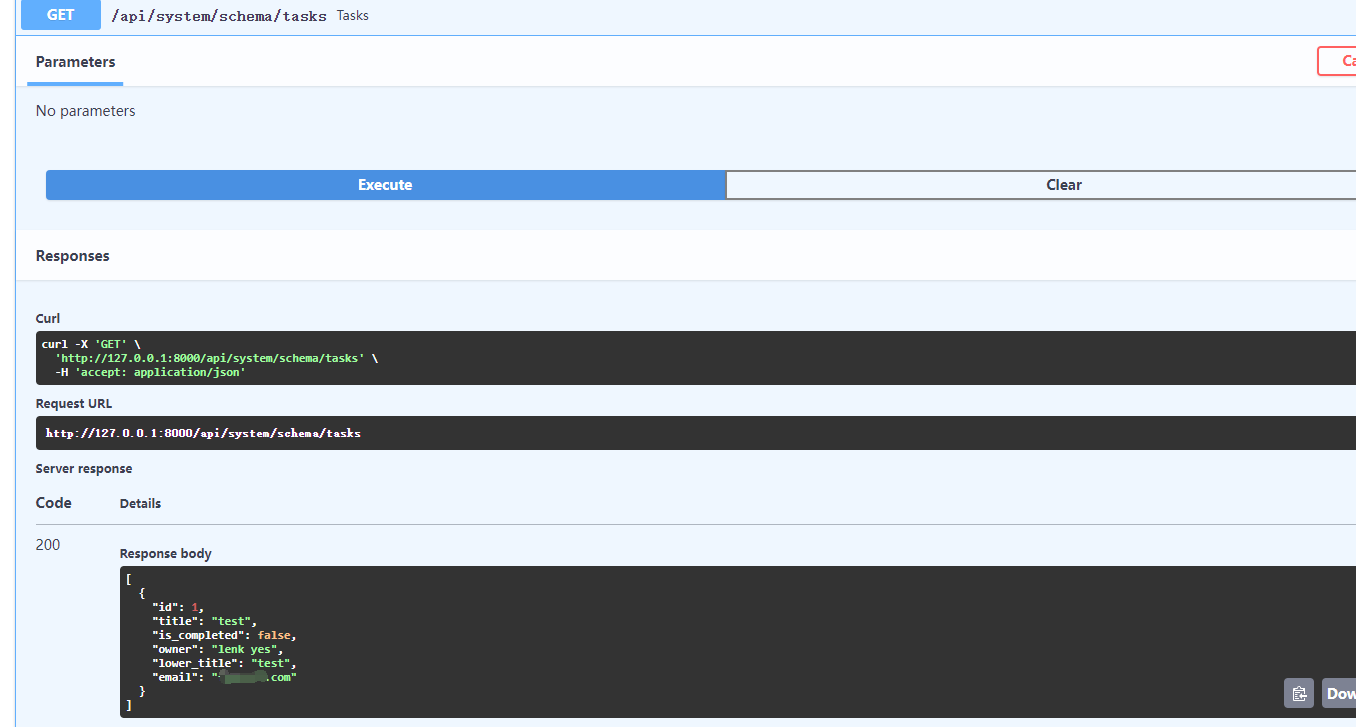 GET /api/system/schema/tasks Tasks
Parameters
No parameters
Execute Clear
Responses
Curl
curl -X 'GET' \
'http://127.0.0.1:8000/api/system/schema/tasks' \
-H 'accept: application/json'
Request URL
http://127.0.0.1:8000/api/system/schema/tasks
Server response
Code Details
200
Response body
[
{
"id": 1,
"title": "test",
"is_completed": false,
"owner": "lenk yes",
"lower_title": "test",
"email": " .com"
}
]